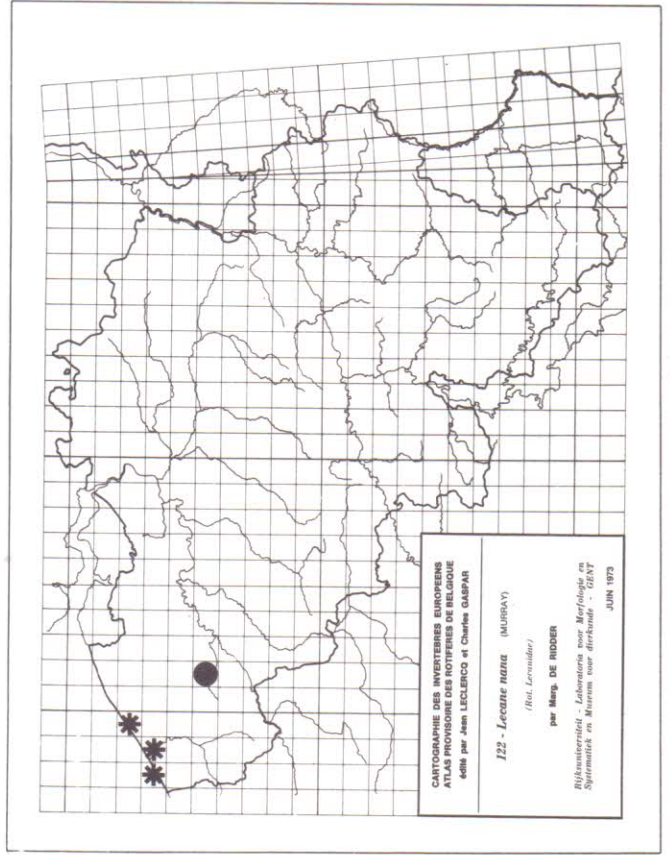 CARTOGRAPHIE DES INVERTEBRES EUROPEENS
ATLAS PROVISOIRE DES ROTIFERES DE BELGIQUE
édité par Jean LECLERCQ et Charles GASPAR
122 - Lecane nana (MURRAY)
(Rot. Lecanidae)
par Marg. DE RIDDER
Rijksuniversiteit - Laboratoria voor Morfologie en
Systematiek en Museum voor dierkunde - GENT
JUIN 1973